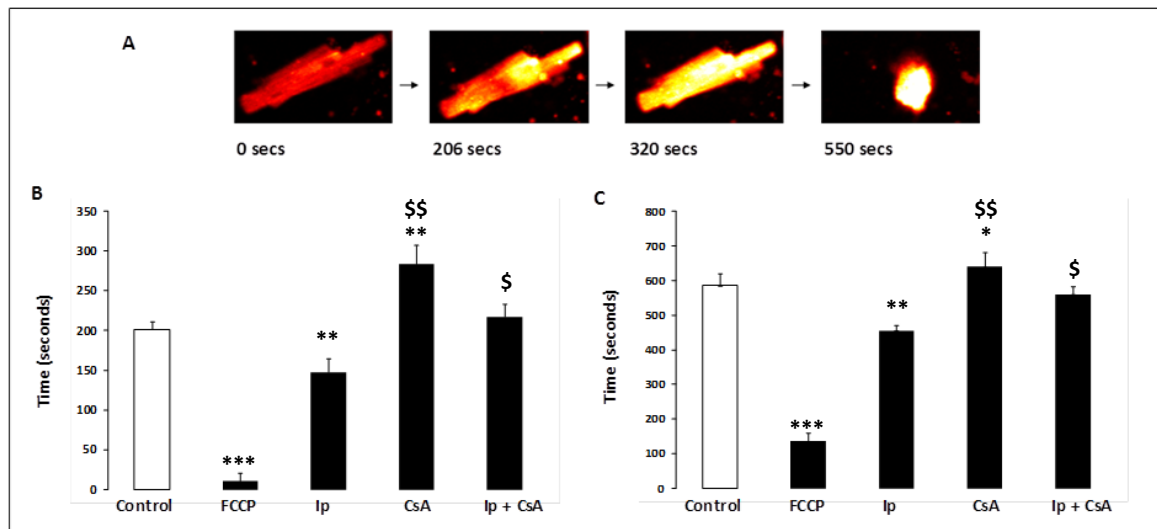 A
0 secs
206 secs
320 secs
550 secs
B
Time (seconds)
350
300
250
200
150
100
50
0
***
**
$$
**
$
Control
FCCP
Ip
CsA
Ip + CsA
C
Time (seconds)
800
700
600
500
400
300
200
100
0
***
**
$$
*
$
Control
FCCP
Ip
CsA
Ip + CsA